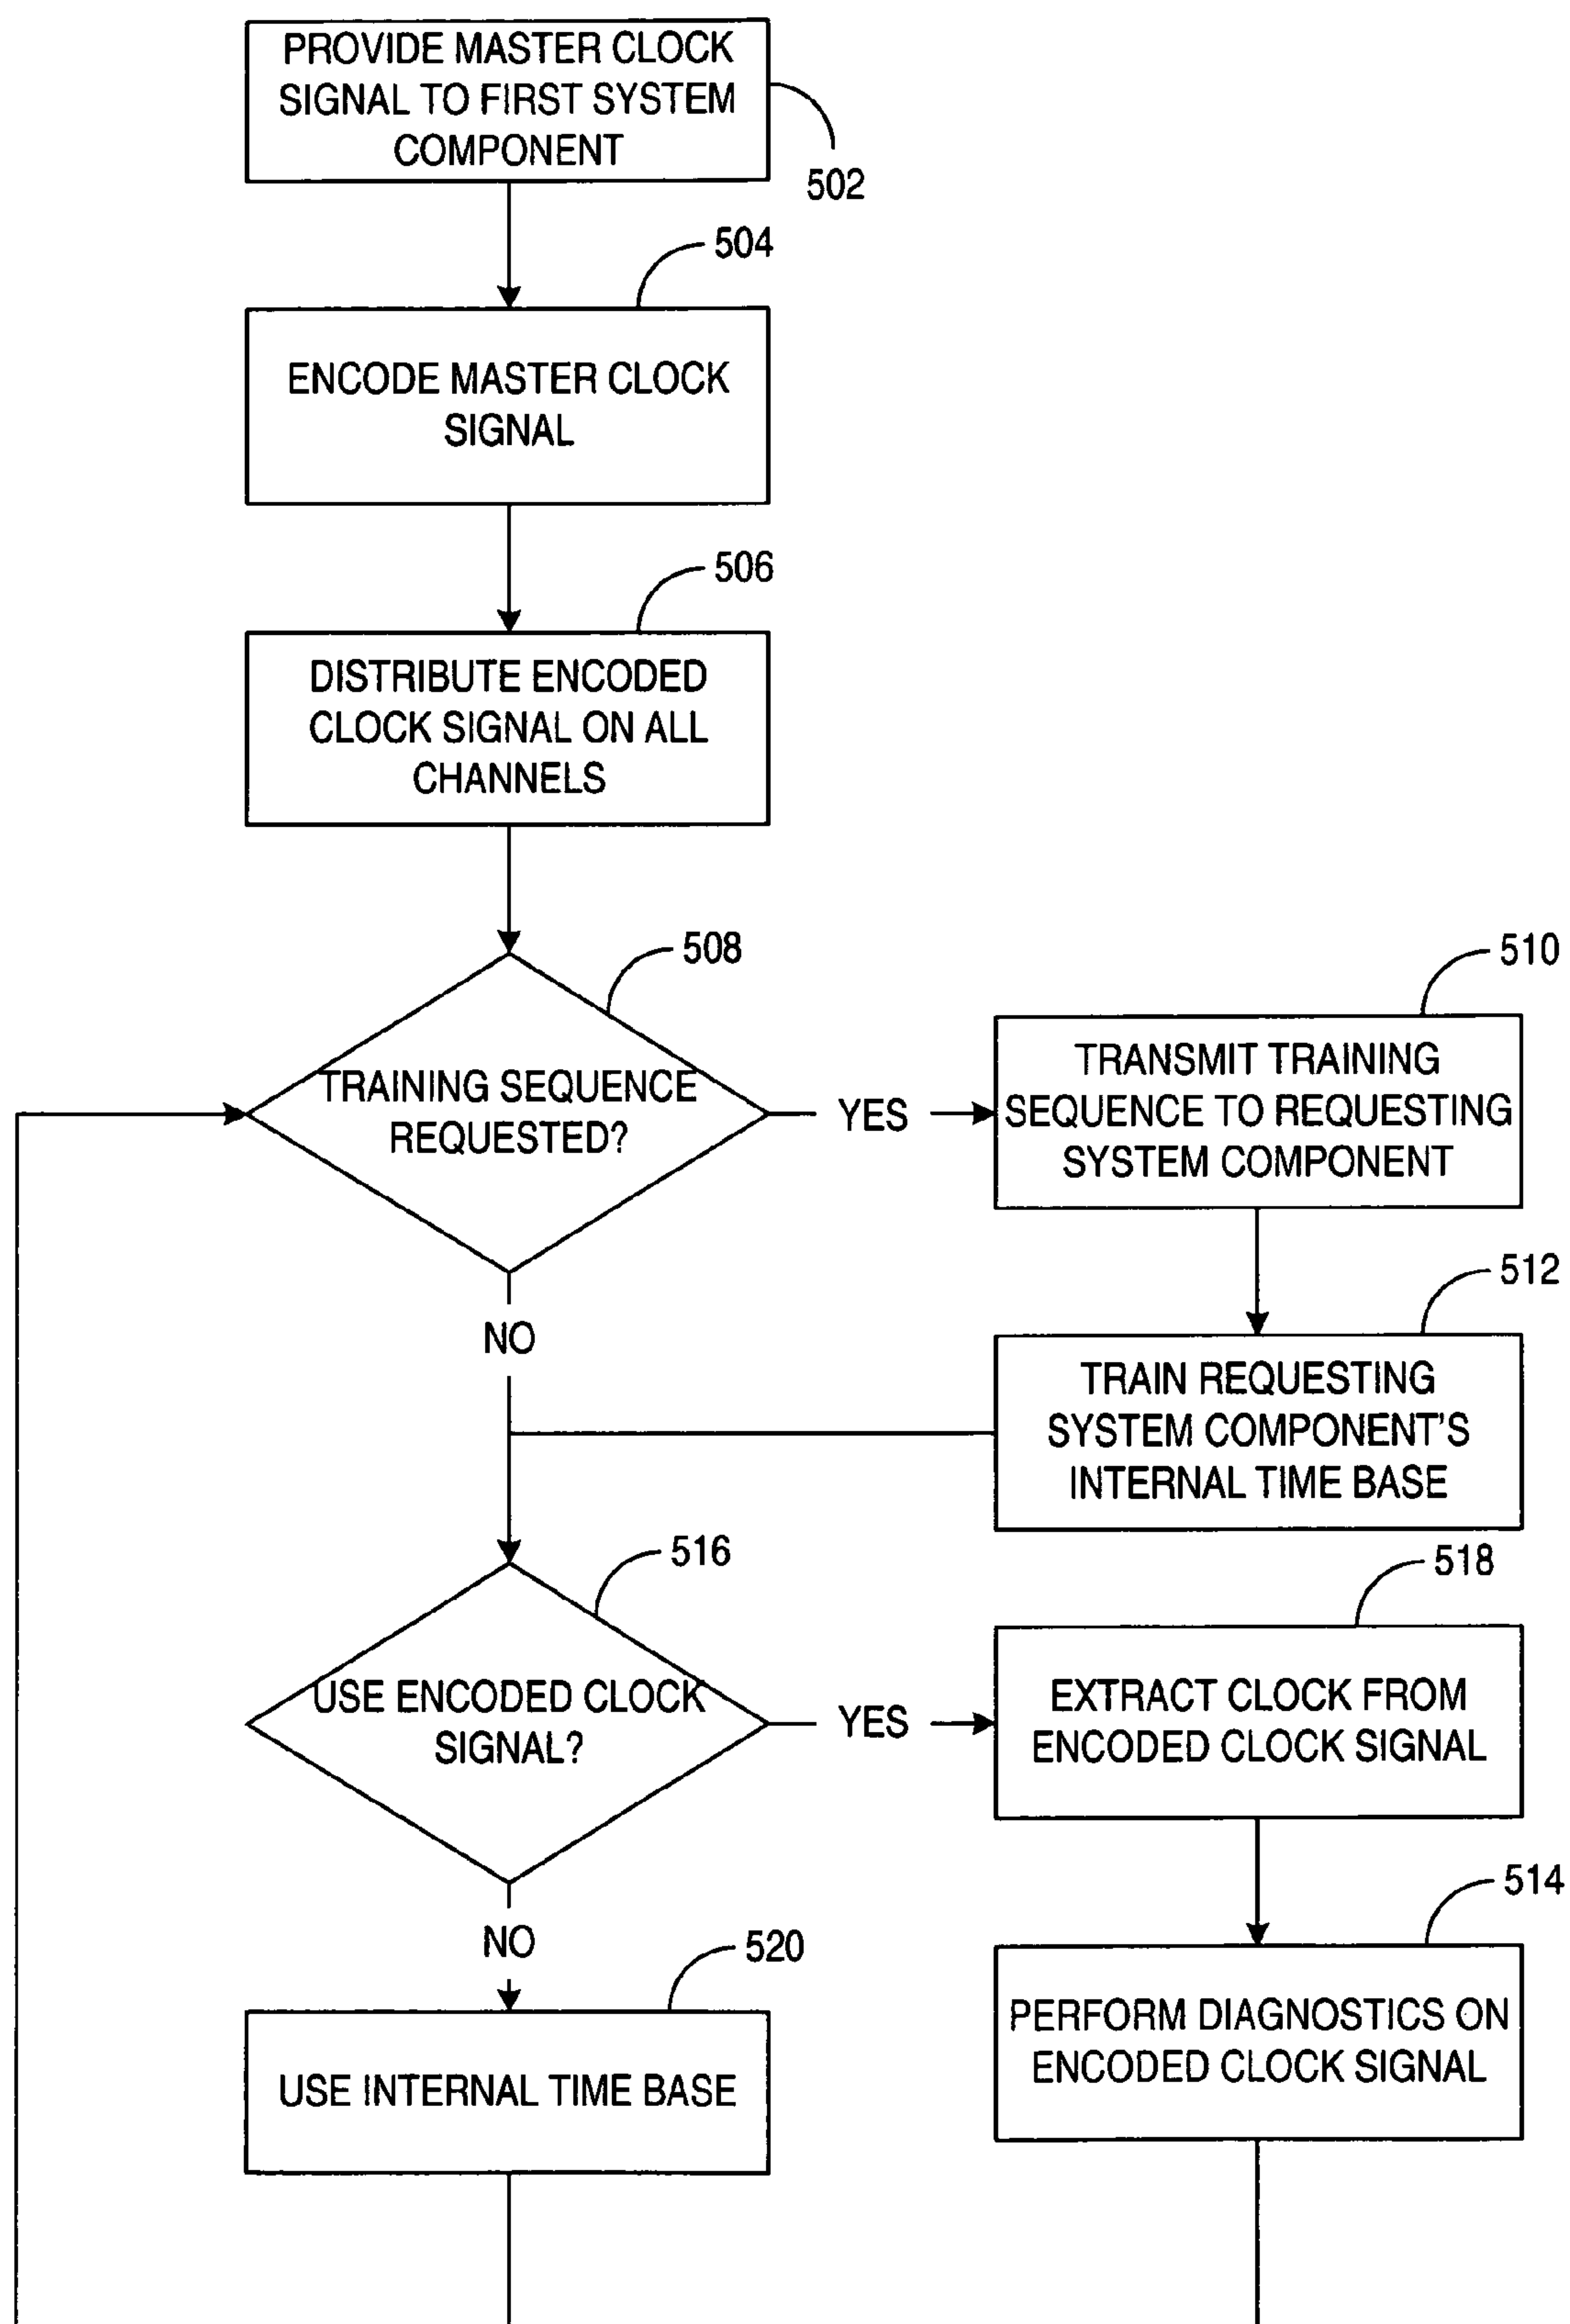 PROVIDE MASTER CLOCK
SIGNAL TO FIRST SYSTEM
COMPONENT
502
504
ENCODE MASTER CLOCK
SIGNAL
506
DISTRIBUTE ENCODED
CLOCK SIGNAL ON ALL
CHANNELS
508
TRAINING SEQUENCE
REQUESTED?
YES
510
TRANSMIT TRAINING
SEQUENCE TO REQUESTING
SYSTEM COMPONENT
NO
512
TRAIN REQUESTING
SYSTEM COMPONENT'S
INTERNAL TIME BASE
516
USE ENCODED CLOCK
SIGNAL?
YES
518
EXTRACT CLOCK FROM
ENCODED CLOCK SIGNAL
NO
514
PERFORM DIAGNOSTICS ON
ENCODED CLOCK SIGNAL
520
USE INTERNAL TIME BASE